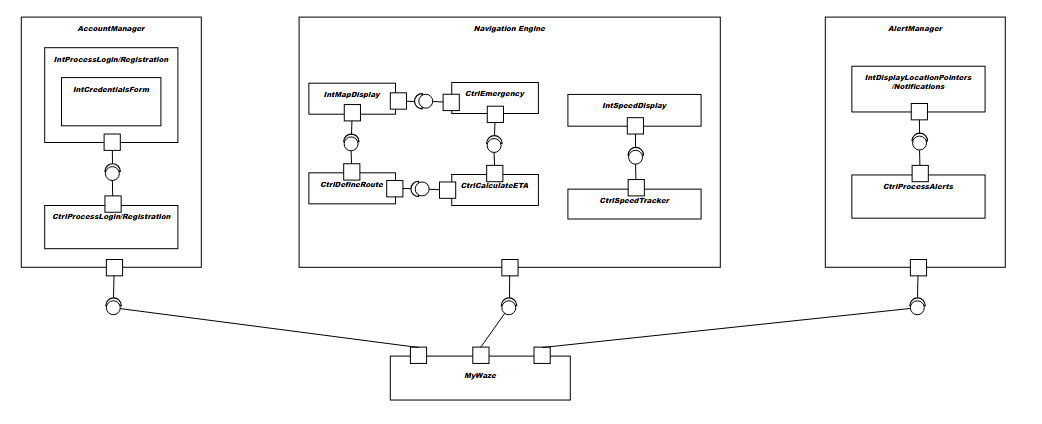 AccountManager
IntProcessLogin/Registration
IntCredentialsForm
CtrlProcessLogin/Registration
Navigation Engine
IntMapDisplay
CtrlEmergency
IntSpeedDisplay
CtrlDefineRoute
CtrlCalculateETA
CtrlSpeedTracker
AlertManager
IntDisplayLocationPointers
/Notifications
CtrlProcessAlerts
MyWaze